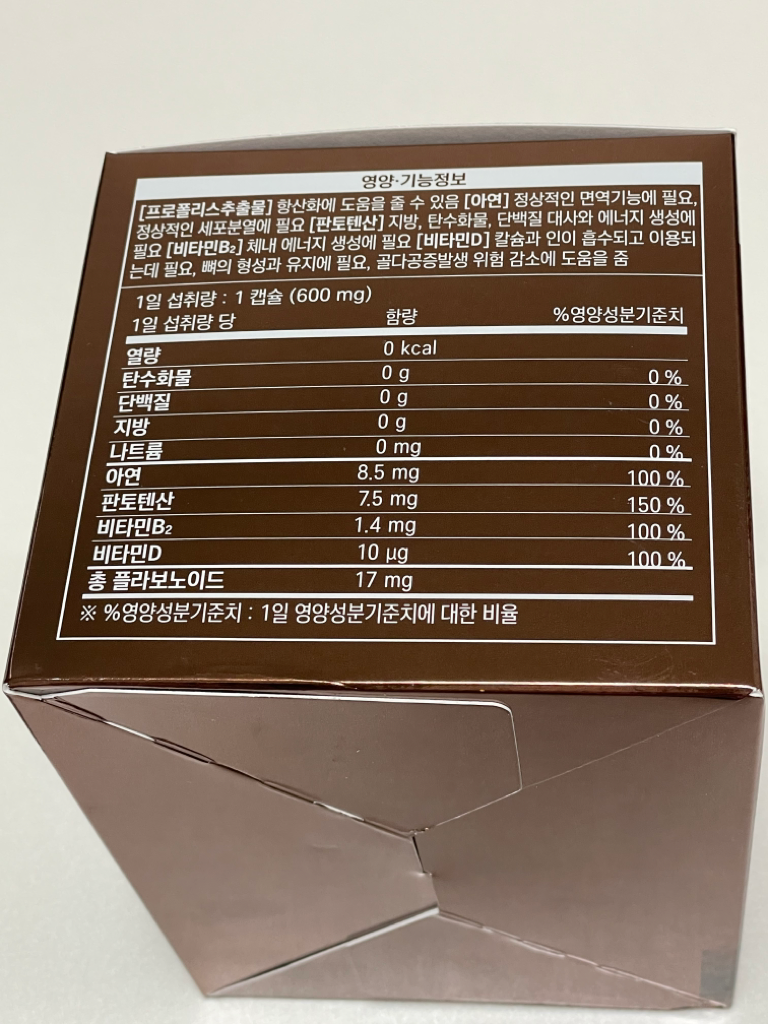 영양·기능정보
[프로폴리스추출물] 항산화에 도움을 줄 수 있음 [아연] 정상적인 면역기능에 필요,
정상적인 세포분열에 필요 [판토텐산] 지방, 탄수화물, 단백질 대사와 에너지 생성에
필요 [비타민B₂] 체내 에너지 생성에 필요 [비타민D] 칼슘과 인이 흡수되고 이용되
는데 필요, 뼈의 형성과 유지에 필요, 골다공증발생 위험 감소에 도움을 줌
1일 섭취량 : 1 캡슐 (600 mg)
1일 섭취량 당 함량 %영양성분기준치
열량 0 kcal
탄수화물 0 g 0 %
단백질 0 g 0 %
지방 0 g 0 %
나트륨 0 mg 0 %
아연 8.5 mg 100 %
판토텐산 7.5 mg 150 %
비타민B₂ 1.4 mg 100 %
비타민D 10 µg 100 %
총 플라보노이드 17 mg
※ %영양성분기준치 : 1일 영양성분기준치에 대한 비율